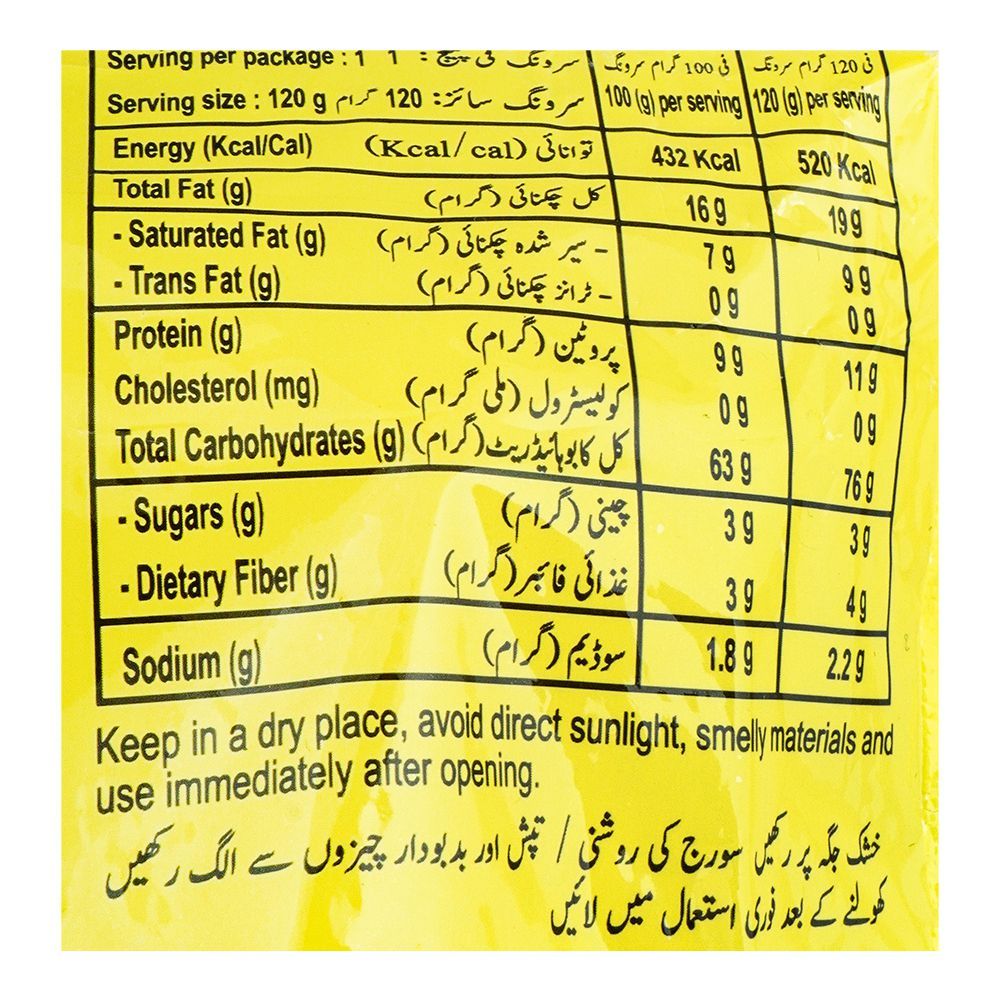 Serving per package : 1 سرونگ فی پیکج : 1 فی 100 گرام سرونگ فی 120 گرام سرونگ
Serving size : 120 g سرونگ سائز: 120 گرام 100 (g) per serving 120 (g) per serving
Energy (Kcal/Cal) توانائی (Kcal/cal) 432 Kcal 520 Kcal
Total Fat (g) کل چکنائی (گرام) 16 g 19 g
- Saturated Fat (g) - سیر شدہ چکنائی (گرام) 7 g 9 g
- Trans Fat (g) - ٹرانز چکنائی (گرام) 0 g 0 g
Protein (g) پروٹین (گرام) 9 g 11 g
Cholesterol (mg) کولیسٹرول (ملی گرام) 0 g 0 g
Total Carbohydrates (g) کل کابوہائیڈریٹ (گرام) 63 g 76 g
- Sugars (g) چینی (گرام) 3 g 3 g
- Dietary Fiber (g) غذائی فائبر (گرام) 3 g 4 g
Sodium (g) سوڈیم (گرام) 1.8 g 2.2 g
Keep in a dry place, avoid direct sunlight, smelly materials and
use immediately after opening.
خشک جگہ پر رکھیں سورج کی روشنی / تپش اور بدبودار چیزوں سے الگ رکھیں
کھولنے کے بعد فوری استعمال میں لائیں